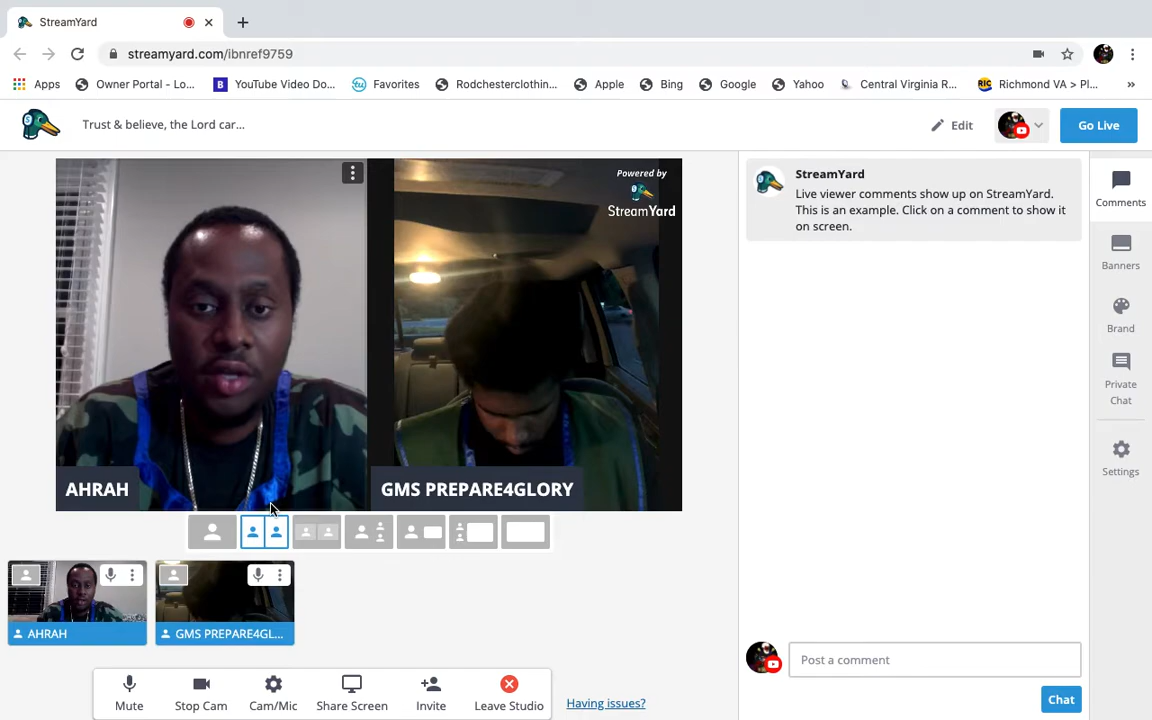 StreamYard
streamyard.com/ibnref9759
Apps
Owner Portal - Lo...
YouTube Video Do...
Favorites
Rodchesterclothin...
Apple
Bing
Google
Yahoo
Central Virginia R...
RIC
Richmond VA > Pl...
»
Trust & believe, the Lord car...
Edit
Go Live
Powered by
StreamYard
AHRAH
GMS PREPARE4GLORY
AHRAH
GMS PREPARE4GL...
Mute
Stop Cam
Cam/Mic
Share Screen
Invite
Leave Studio
Having issues?
StreamYard
Live viewer comments show up on StreamYard.
This is an example. Click on a comment to show it
on screen.
Post a comment
Chat
Comments
Banners
Brand
Private
Chat
Settings